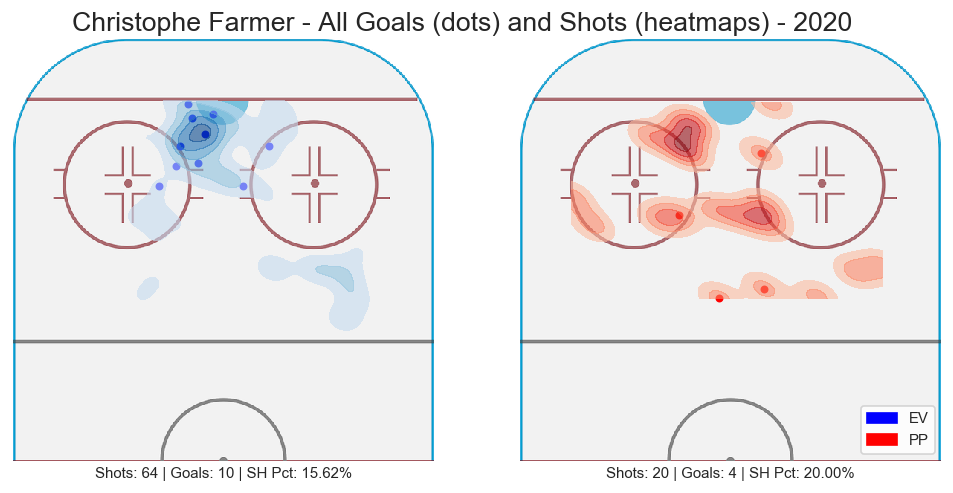 Christophe Farmer - All Goals (dots) and Shots (heatmaps) - 2020
EV
PP
Shots: 64 | Goals: 10 | SH Pct: 15.62%
Shots: 20 | Goals: 4 | SH Pct: 20.00%